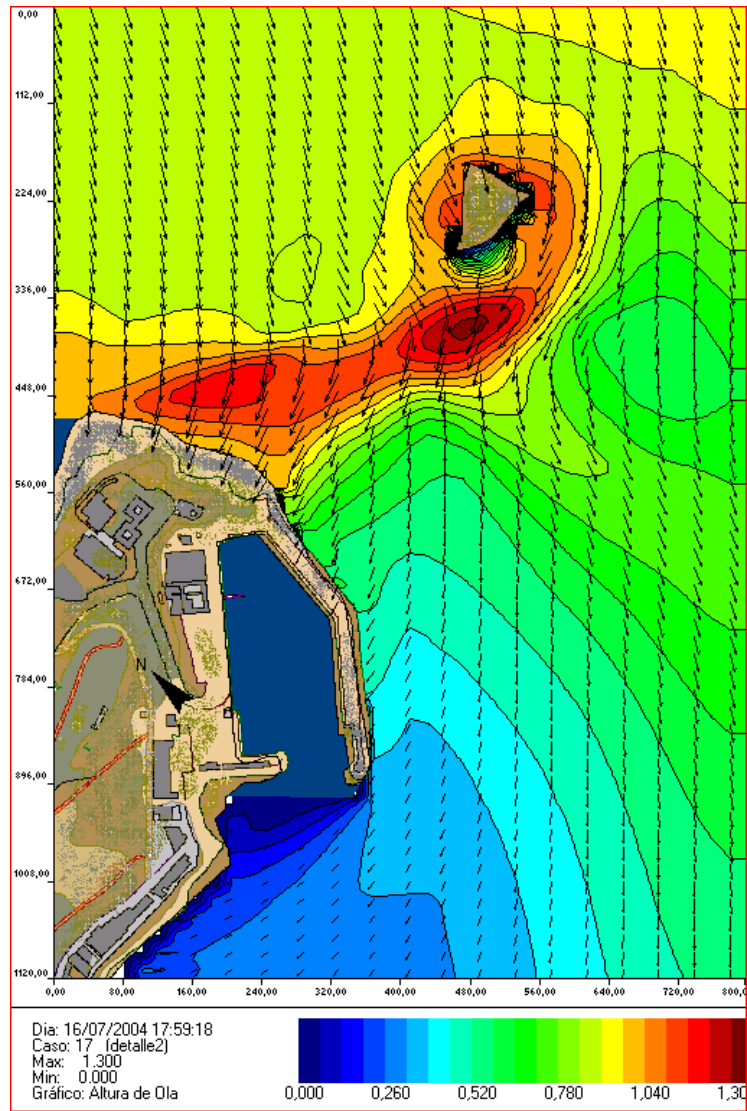 0,00
112,00
224,00
336,00
448,00
560,00
672,00
784,00
N
896,00
1008,00
1120,00
0,00 80,00 160,00 240,00 320,00 400,00 480,00 560,00 640,00 720,00 800,0
Dia: 16/07/2004 17:59:18
Caso: 17 (detalle2)
Max: 1.300
Min: 0.000
Gráfico: Altura de Ola
0,000 0,260 0,520 0,780 1,040 1,30